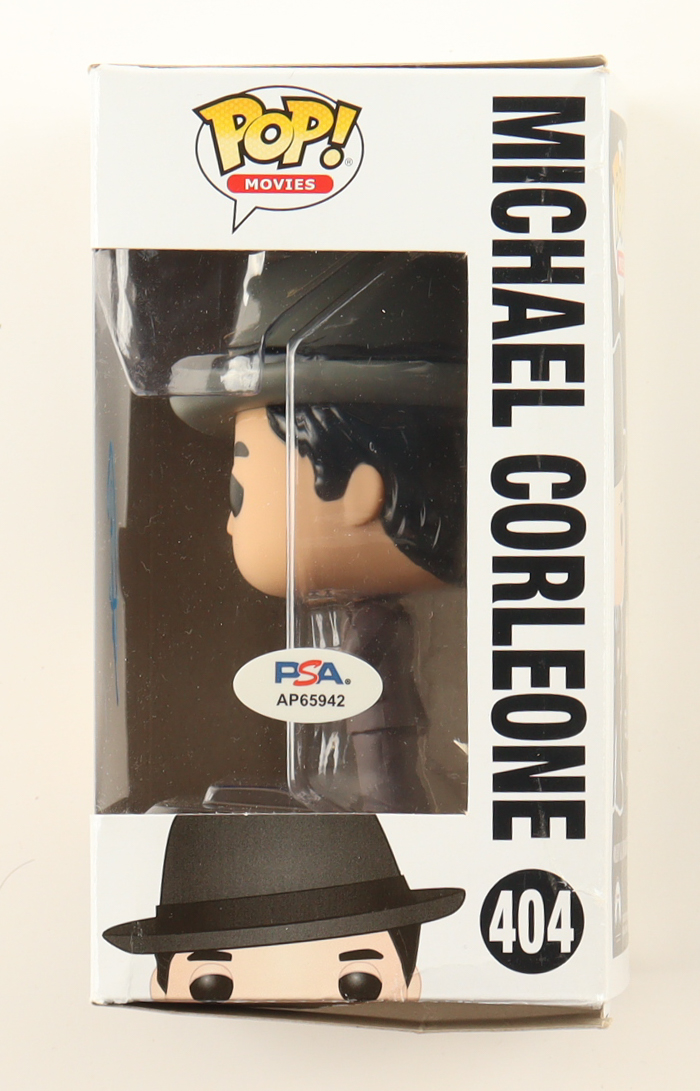 POP!®
MOVIES
MICHAEL CORLEONE
PSA®
AP65942
404